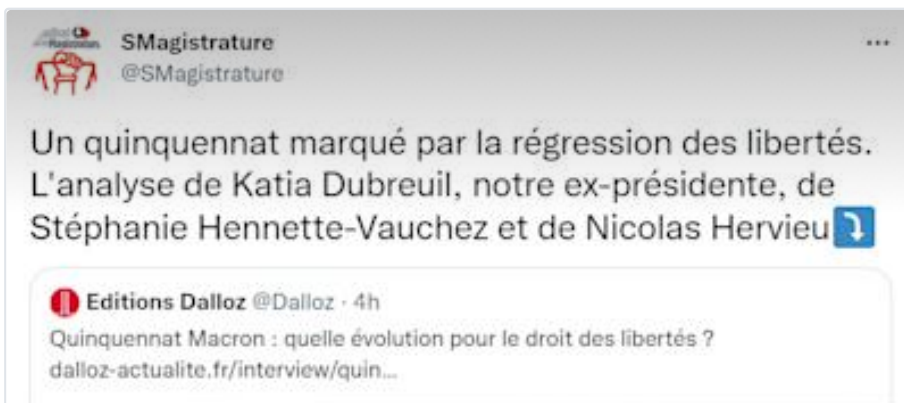 SMagistrature
@SMagistrature
Un quinquennat marqué par la régression des libertés.
L'analyse de Katia Dubreuil, notre ex-présidente, de
Stéphanie Hennette-Vauchez et de Nicolas Hervieu⤵️
Editions Dalloz @Dalloz · 4h
Quinquennat Macron : quelle évolution pour le droit des libertés ?
dalloz-actualite.fr/interview/quin...